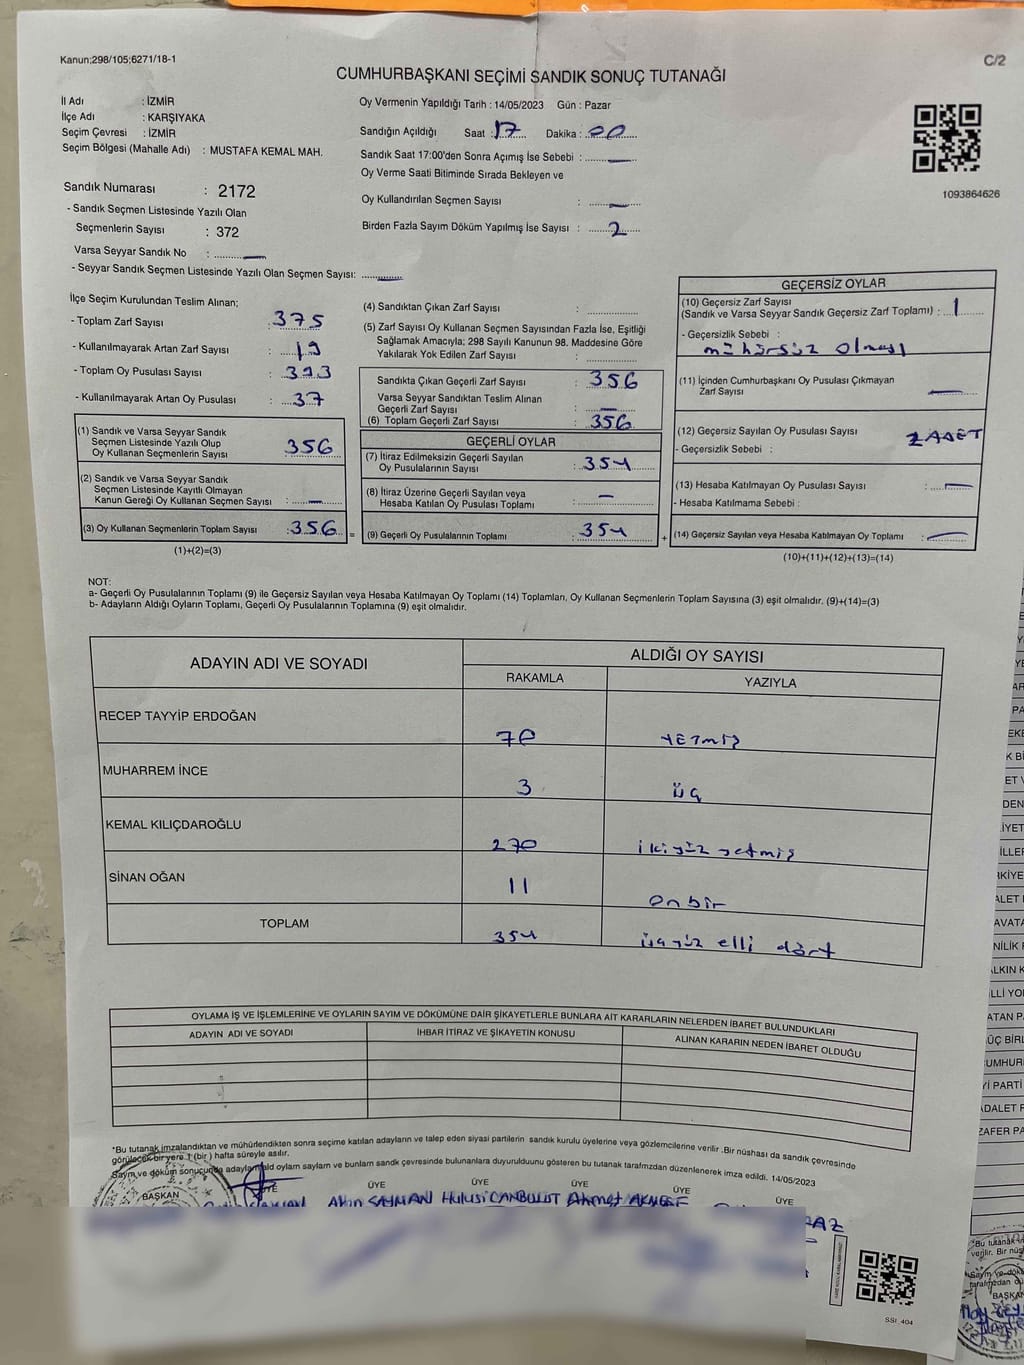 Kanun;298/105;6271/18-1
C/2
CUMHURBAŞKANI SEÇİMİ SANDIK SONUÇ TUTANAĞI
İl Adı : İZMİR
İlçe Adı : KARŞIYAKA
Seçim Çevresi : İZMİR
Seçim Bölgesi (Mahalle Adı) : MUSTAFA KEMAL MAH.
Sandık Numarası : 2172
- Sandık Seçmen Listesinde Yazılı Olan
Seçmenlerin Sayısı : 372
Varsa Seyyar Sandık No :
- Seyyar Sandık Seçmen Listesinde Yazılı Olan Seçmen Sayısı:
Oy Vermenin Yapıldığı Tarih : 14/05/2023 Gün : Pazar
Sandığın Açıldığı Saat : 17 Dakika : 00
Sandık Saat 17:00'den Sonra Açımış İse Sebebi :
Oy Verme Saati Bitiminde Sırada Bekleyen ve
Oy Kullandırılan Seçmen Sayısı :
Birden Fazla Sayım Döküm Yapılmış İse Sayısı : 2
1093864626
İlçe Seçim Kurulundan Teslim Alınan;
- Toplam Zarf Sayısı : 375
- Kullanılmayarak Artan Zarf Sayısı : 19
- Toplam Oy Pusulası Sayısı : 393
- Kullanılmayarak Artan Oy Pusulası : 37
(1) Sandık ve Varsa Seyyar Sandık
Seçmen Listesinde Yazılı Olup
Oy Kullanan Seçmenlerin Sayısı : 356
(2) Sandık ve Varsa Seyyar Sandık
Seçmen Listesinde Kayıtlı Olmayan
Kanun Gereği Oy Kullanan Seçmen Sayısı :
(3) Oy Kullanan Seçmenlerin Toplam Sayısı : 356
(1)+(2)=(3)
(4) Sandıktan Çıkan Zarf Sayısı :
(5) Zarf Sayısı Oy Kullanan Seçmen Sayısından Fazla İse, Eşitliği
Sağlamak Amacıyla; 298 Sayılı Kanunun 98. Maddesine Göre
Yakılarak Yok Edilen Zarf Sayısı :
Sandıkta Çıkan Geçerli Zarf Sayısı : 356
Varsa Seyyar Sandıktan Teslim Alınan
Geçerli Zarf Sayısı :
(6) Toplam Geçerli Zarf Sayısı : 356
GEÇERLİ OYLAR
(7) İtiraz Edilmeksizin Geçerli Sayılan
Oy Pusulalarının Sayısı : 354
(8) İtiraz Üzerine Geçerli Sayılan veya
Hesaba Katılan Oy Pusulası Toplamı :
= (9) Geçerli Oy Pusulalarının Toplamı : 354
GEÇERSİZ OYLAR
(10) Geçersiz Zarf Sayısı
(Sandık ve Varsa Seyyar Sandık Geçersiz Zarf Toplamı) : 1
- Geçersizlik Sebebi :
mühürsüz olması
(11) İçinden Cumhurbaşkanı Oy Pusulası Çıkmayan
Zarf Sayısı :
(12) Geçersiz Sayılan Oy Pusulası Sayısı 2 ADET
- Geçersizlik Sebebi :
(13) Hesaba Katılmayan Oy Pusulası Sayısı :
- Hesaba Katılmama Sebebi :
+ (14) Geçersiz Sayılan veya Hesaba Katılmayan Oy Toplamı :
(10)+(11)+(12)+(13)=(14)
NOT:
a- Geçerli Oy Pusulalarının Toplamı (9) ile Geçersiz Sayılan veya Hesaba Katılmayan Oy Toplamı (14) Toplamları, Oy Kullanan Seçmenlerin Toplam Sayısına (3) eşit olmalıdır. (9)+(14)=(3)
b- Adayların Aldığı Oyların Toplamı, Geçerli Oy Pusulalarının Toplamına (9) eşit olmalıdır.
ADAYIN ADI VE SOYADI ALDIĞI OY SAYISI
RAKAMLA YAZIYLA
RECEP TAYYİP ERDOĞAN 70 YETmiş
MUHARREM İNCE 3 üç
KEMAL KILIÇDAROĞLU 270 ikiyüz yetmiş
SİNAN OĞAN 11 on bir
TOPLAM 354 üçyüz elli dört
OYLAMA İŞ VE İŞLEMLERİNE VE OYLARIN SAYIM VE DÖKÜMÜNE DAİR ŞİKAYETLERLE BUNLARA AİT KARARLARIN NELERDEN İBARET BULUNDUKLARI
ADAYIN ADI VE SOYADI İHBAR İTİRAZ VE ŞİKAYETİN KONUSU ALINAN KARARIN NEDEN İBARET OLDUĞU
*Bu tutanak imzalandıktan ve mühürlendikten sonra seçime katılan adayların ve talep eden siyasi partilerin sandık kurulu üyelerine veya gözlemcilerine verilir .Bir nüshası da sandık çevresinde
görülecek bir yere 1 (bir) hafta süreyle asılır.
Sayım ve döküm sonucunda adayların aldığı oyların sayıları ve bunların sandık çevresinde bulunanlara duyurulduğunu gösteren bu tutanak tarafımızdan düzenlenerek imza edildi. 14/05/2023
BAŞKAN ÜYE ÜYE ÜYE ÜYE ÜYE
Akın SAYMAN Hulusi CANBULUT Ahmet
SSI_404